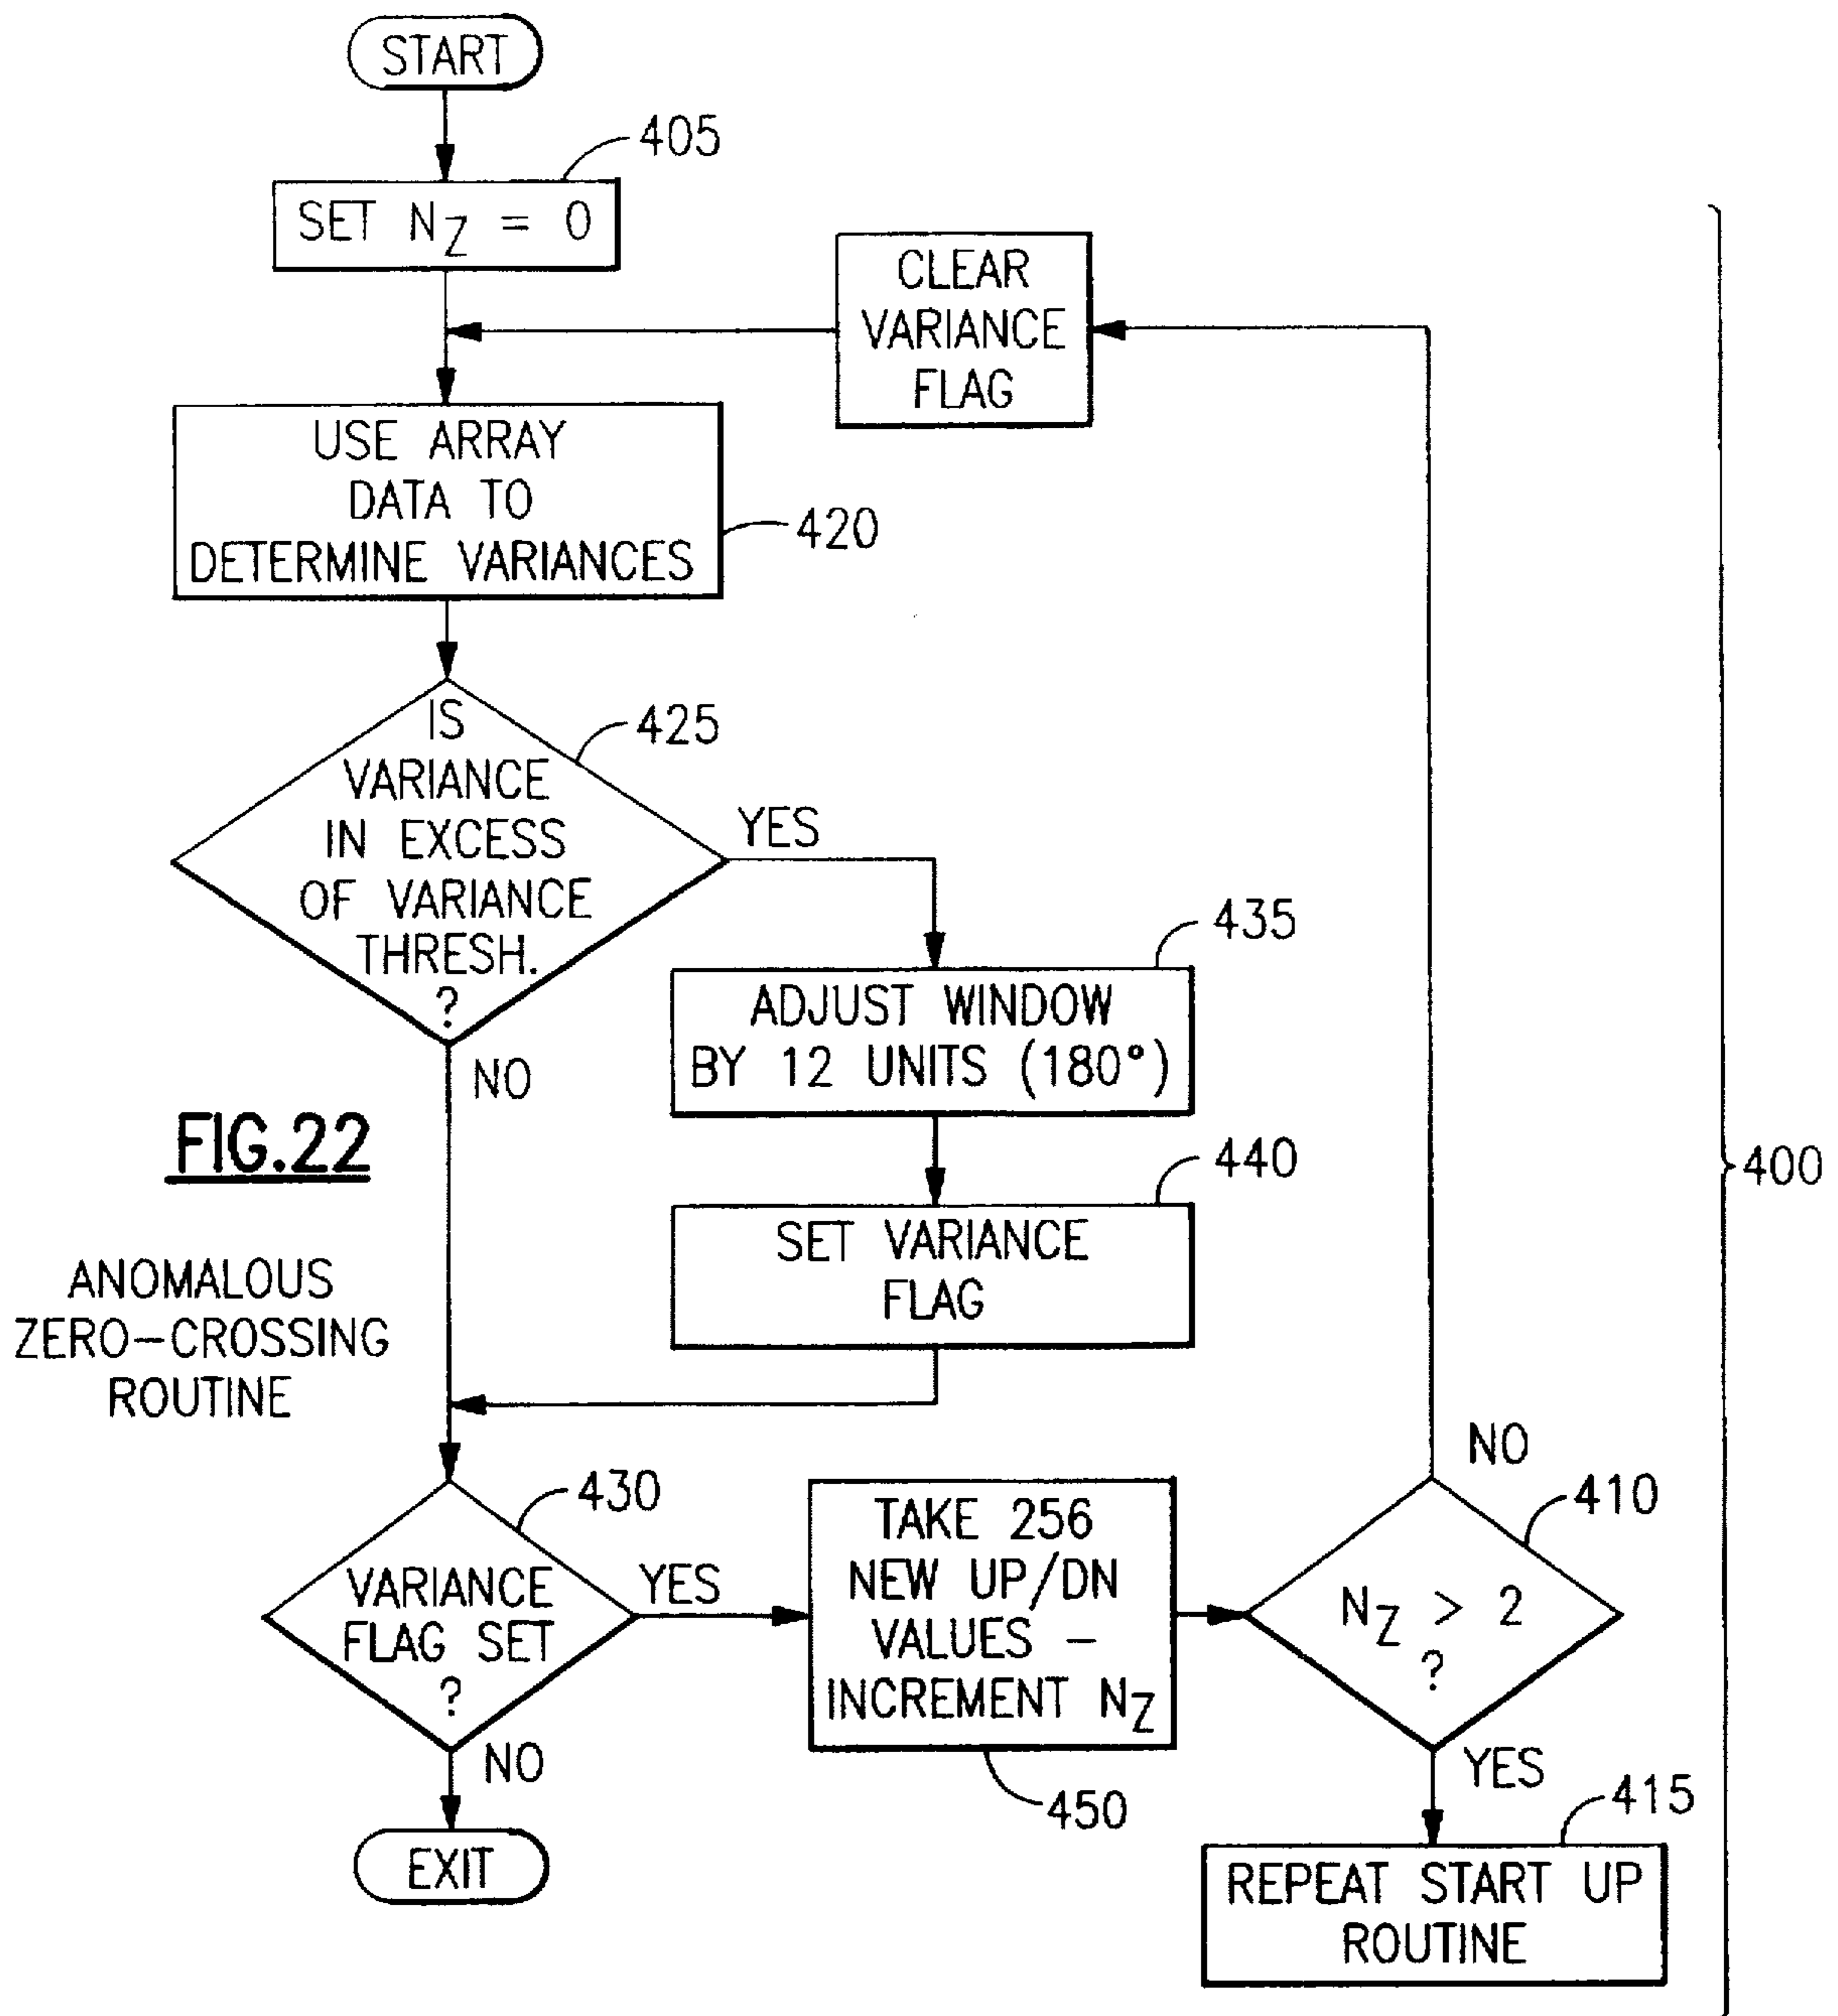 START
405
SET NZ = 0
CLEAR
VARIANCE
FLAG
USE ARRAY
DATA TO
DETERMINE VARIANCES
420
IS
VARIANCE
IN EXCESS
OF VARIANCE
THRESH.
?
425
YES
NO
435
ADJUST WINDOW
BY 12 UNITS (180°)
440
SET VARIANCE
FLAG
FIG.22
ANOMALOUS
ZERO-CROSSING
ROUTINE
400
430
VARIANCE
FLAG SET
?
YES
NO
EXIT
TAKE 256
NEW UP/DN
VALUES -
INCREMENT NZ
450
NO
410
NZ > 2
?
YES
415
REPEAT START UP
ROUTINE